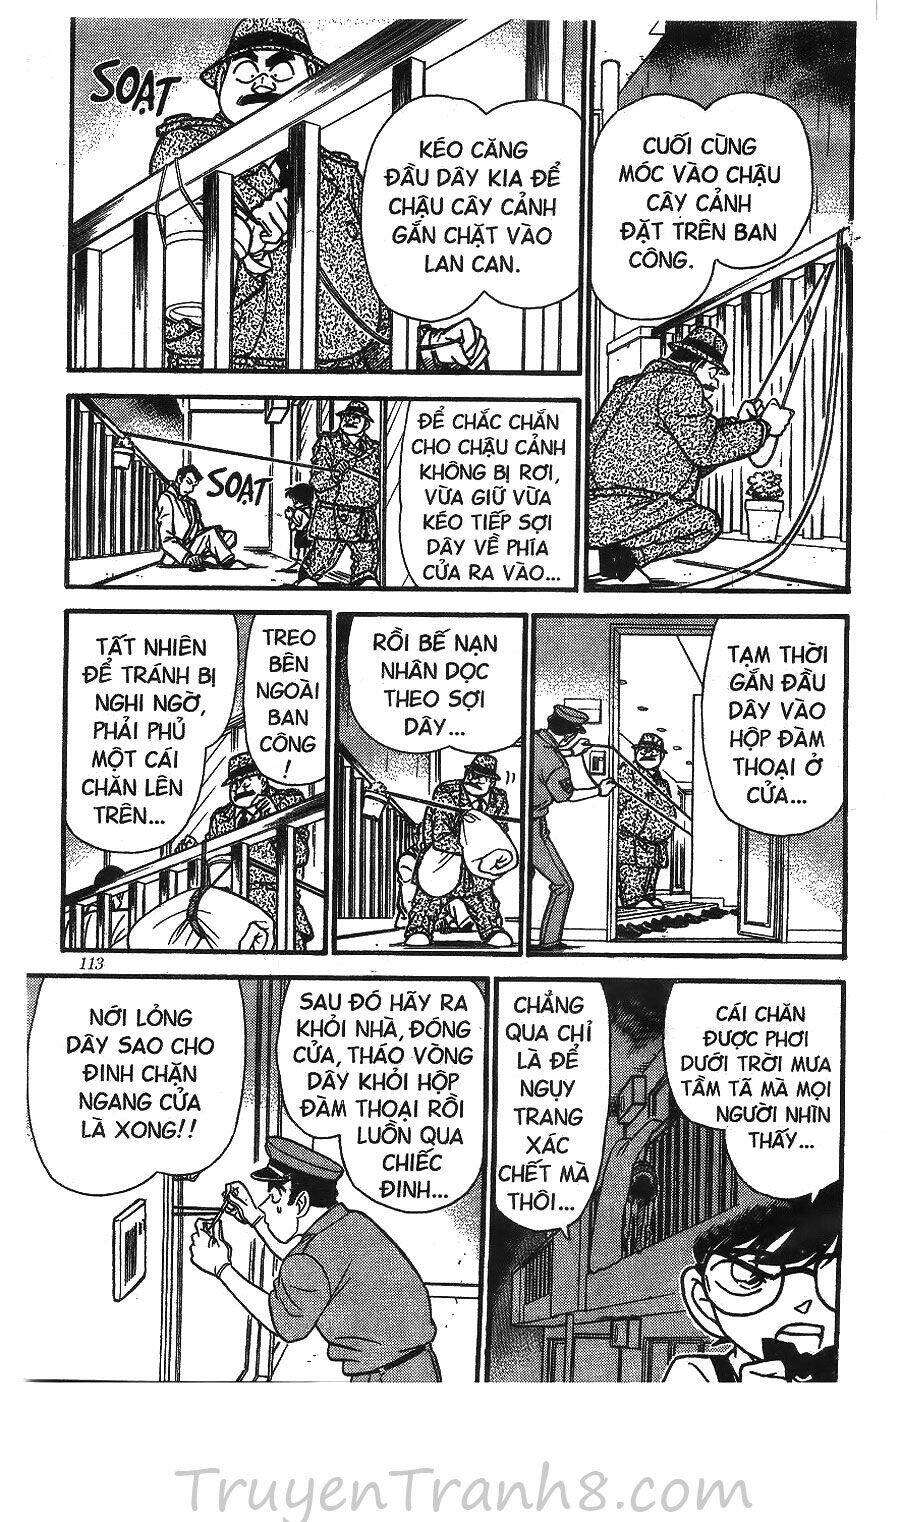 CUỐI CÙNG
MÓC VÀO CHẬU
CÂY CẢNH
ĐẶT TRÊN BAN
CÔNG.
KÉO CĂNG
ĐẦU DÂY KIA ĐỂ
CHẬU CÂY CẢNH
GẮN CHẶT VÀO
LAN CAN.
SOẠT
ĐỂ CHẮC CHẮN
CHO CHẬU CẢNH
KHÔNG BỊ RƠI,
VỪA GIỮ VỪA
KÉO TIẾP SỢI
DÂY VỀ PHÍA
CỬA RA VÀO...
SOẠT
TẠM THỜI
GẮN ĐẦU
DÂY VÀO
HỘP ĐÀM
THOẠI Ở
CỬA...
RỒI BẾ NẠN
NHÂN DỌC
THEO SỢI
DÂY...
TREO
BÊN
NGOÀI
BAN
CÔNG
!
TẤT NHIÊN
ĐỂ TRÁNH BỊ
NGHI NGỜ,
PHẢI PHỦ
MỘT CÁI
CHĂN LÊN
TRÊN...
113
CÁI CHĂN
ĐƯỢC PHƠI
DƯỚI TRỜI MƯA
TẦM TÃ MÀ MỌI
NGƯỜI NHÌN
THẤY...
CHẲNG
QUA CHỈ
LÀ ĐỂ
NGỤY
TRANG
XÁC
CHẾT MÀ
THÔI...
SAU ĐÓ HÃY RA
KHỎI NHÀ, ĐÓNG
CỬA, THÁO VÒNG
DÂY KHỎI HỘP
ĐÀM THOẠI RỒI
LUỒN QUA
CHIẾC
ĐINH...
NỚI LỎNG
DÂY SAO CHO
ĐINH CHẶN
NGANG CỬA
LÀ XONG!!
TruyenTranh8.com